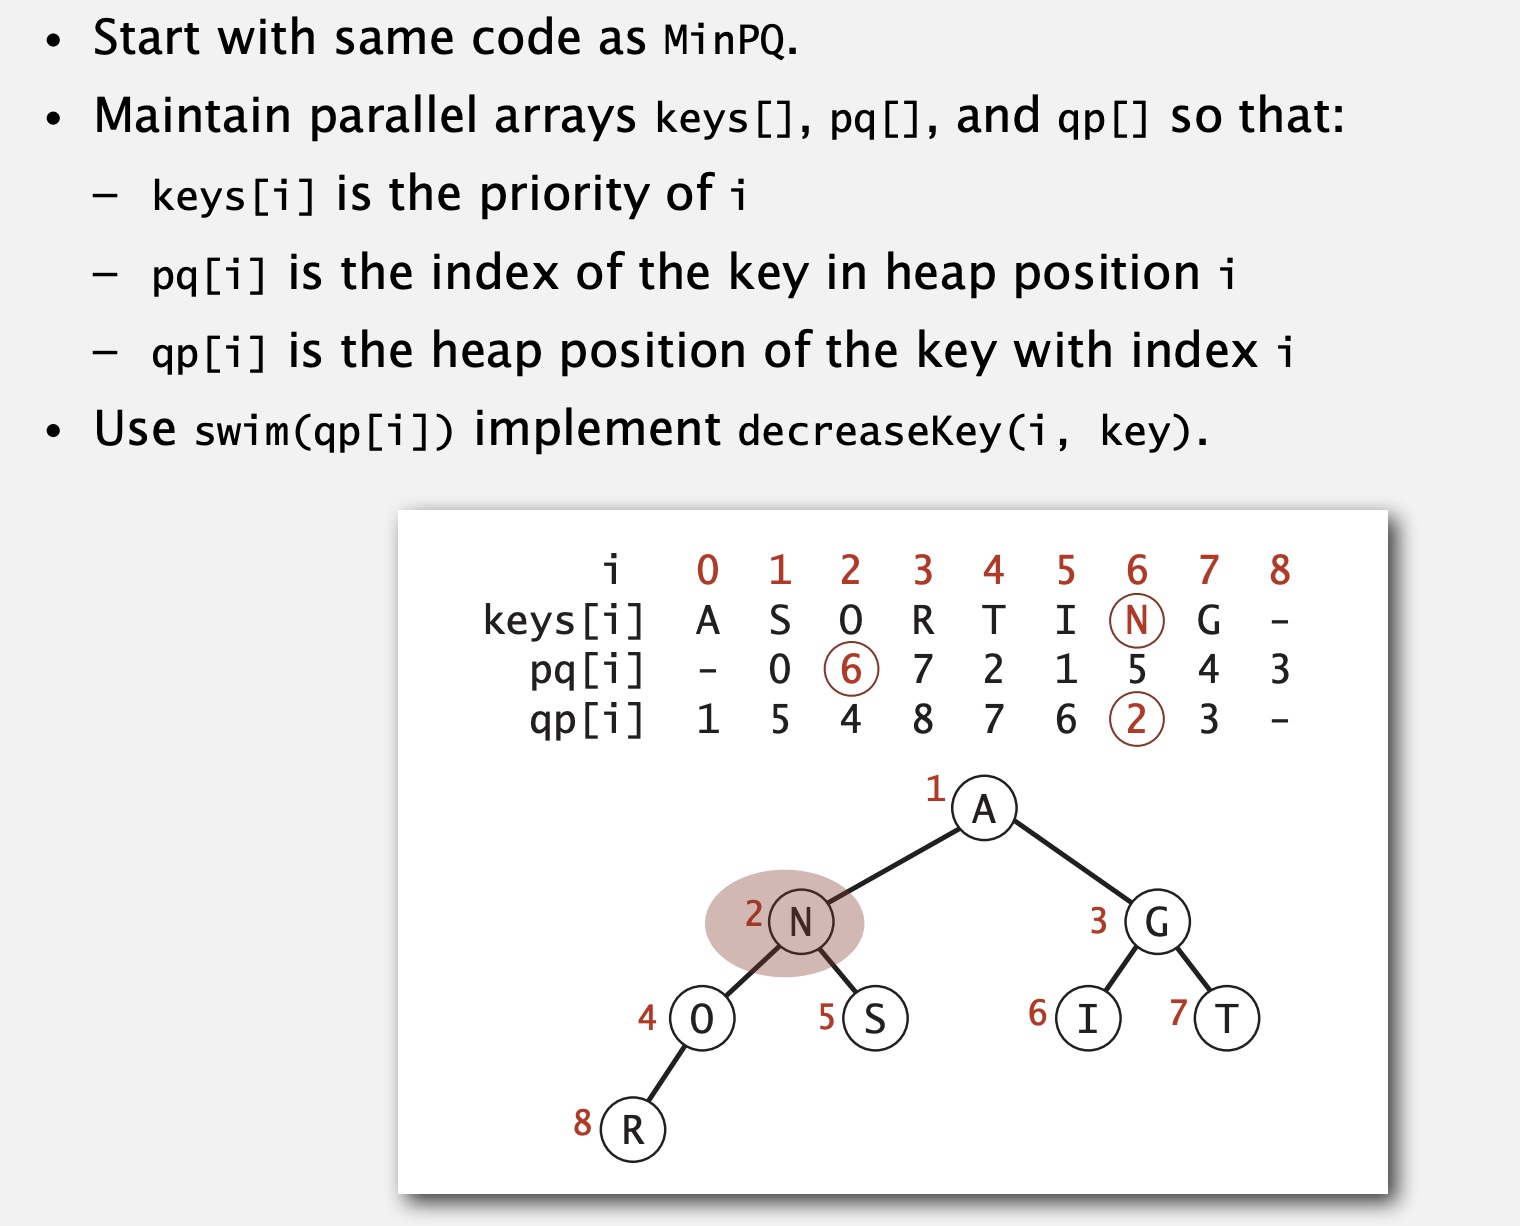 • Start with same code as MinPQ.
• Maintain parallel arrays keys[], pq[], and qp[] so that:
– keys[i] is the priority of i
– pq[i] is the index of the key in heap position i
– qp[i] is the heap position of the key with index i
• Use swim(qp[i]) implement decreaseKey(i, key).
i 0 1 2 3 4 5 6 7 8
keys[i] A S O R T I N G –
pq[i] – 0 6 7 2 1 5 4 3
qp[i] 1 5 4 8 7 6 2 3 –
1 A
2 N 3 G
4 O 5 S 6 I 7 T
8 R